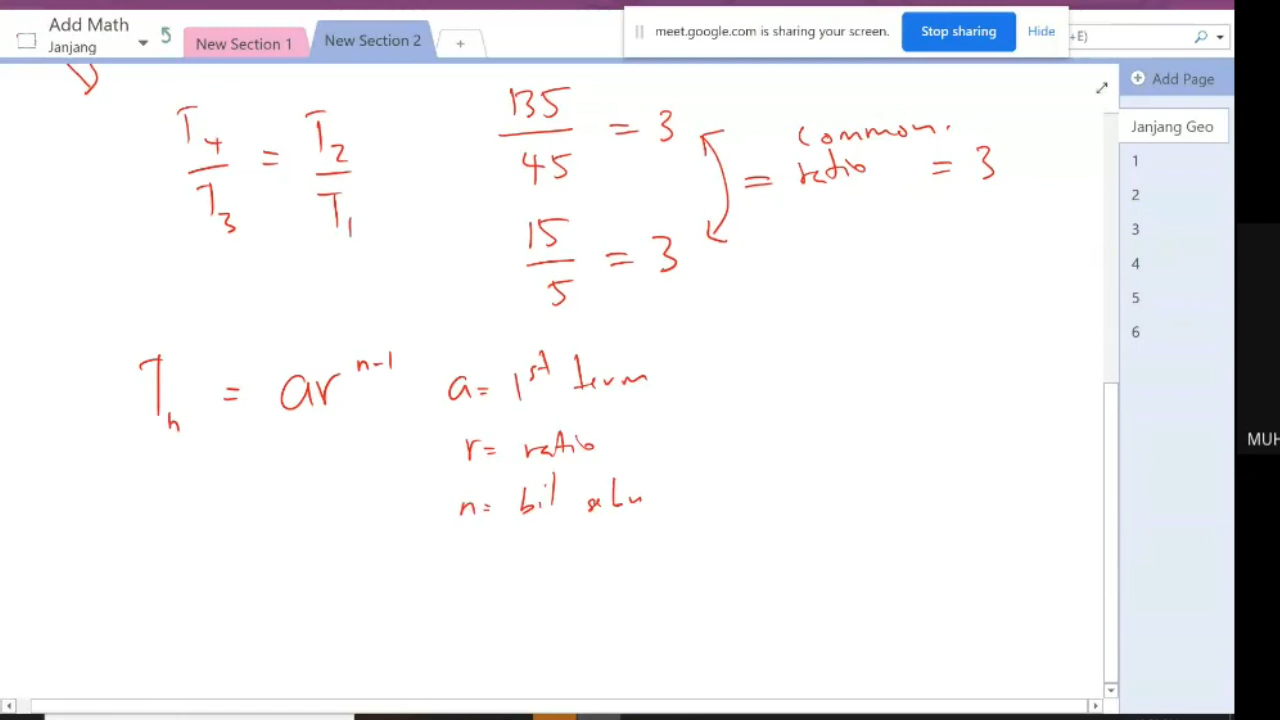 Add Math
Janjang
New Section 1
New Section 2
+
meet.google.com is sharing your screen.
Stop sharing
Hide
+E)
Add Page
Janjang Geo
1
2
3
4
5
6
T4/T3 = T2/T1
135/45 = 3
15/5 = 3
= common ratio = 3
Tn = ar^(n-1)
a = 1st term
r = ratio
n = bil
MUH